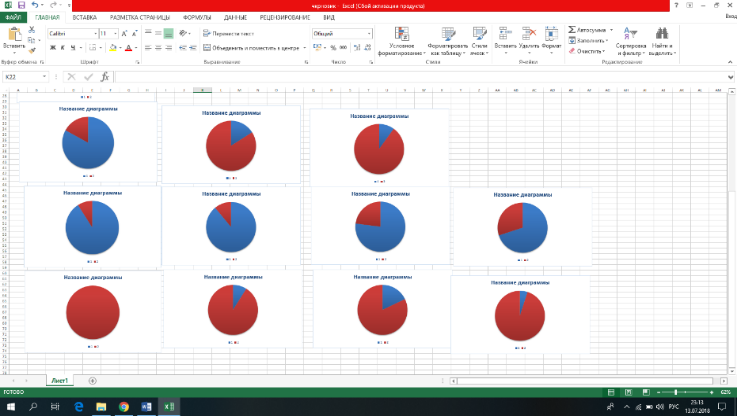 черновик - Excel (Сбой активации продукта)
ФАЙЛ ГЛАВНАЯ ВСТАВКА РАЗМЕТКА СТРАНИЦЫ ФОРМУЛЫ ДАННЫЕ РЕЦЕНЗИРОВАНИЕ ВИД Вход
Calibri 11 Перенести текст Общий Автосумма
Вставить Условное форматирование Форматировать как таблицу Стили ячеек Вставить Удалить Формат Заполнить Сортировка и фильтр Найти и выделить
Ж К Ч Объединить и поместить в центре Очистить
Буфер обмена Шрифт Выравнивание Число Стили Ячейки Редактирование
K22
Название диаграммы
Название диаграммы
Название диаграммы
Название диаграммы
Название диаграммы
Название диаграммы
Название диаграммы
Название диаграммы
Название диаграммы
Название диаграммы
Название диаграммы
Лист1
ГОТОВО 62%
РУС 23:13
13.07.2018